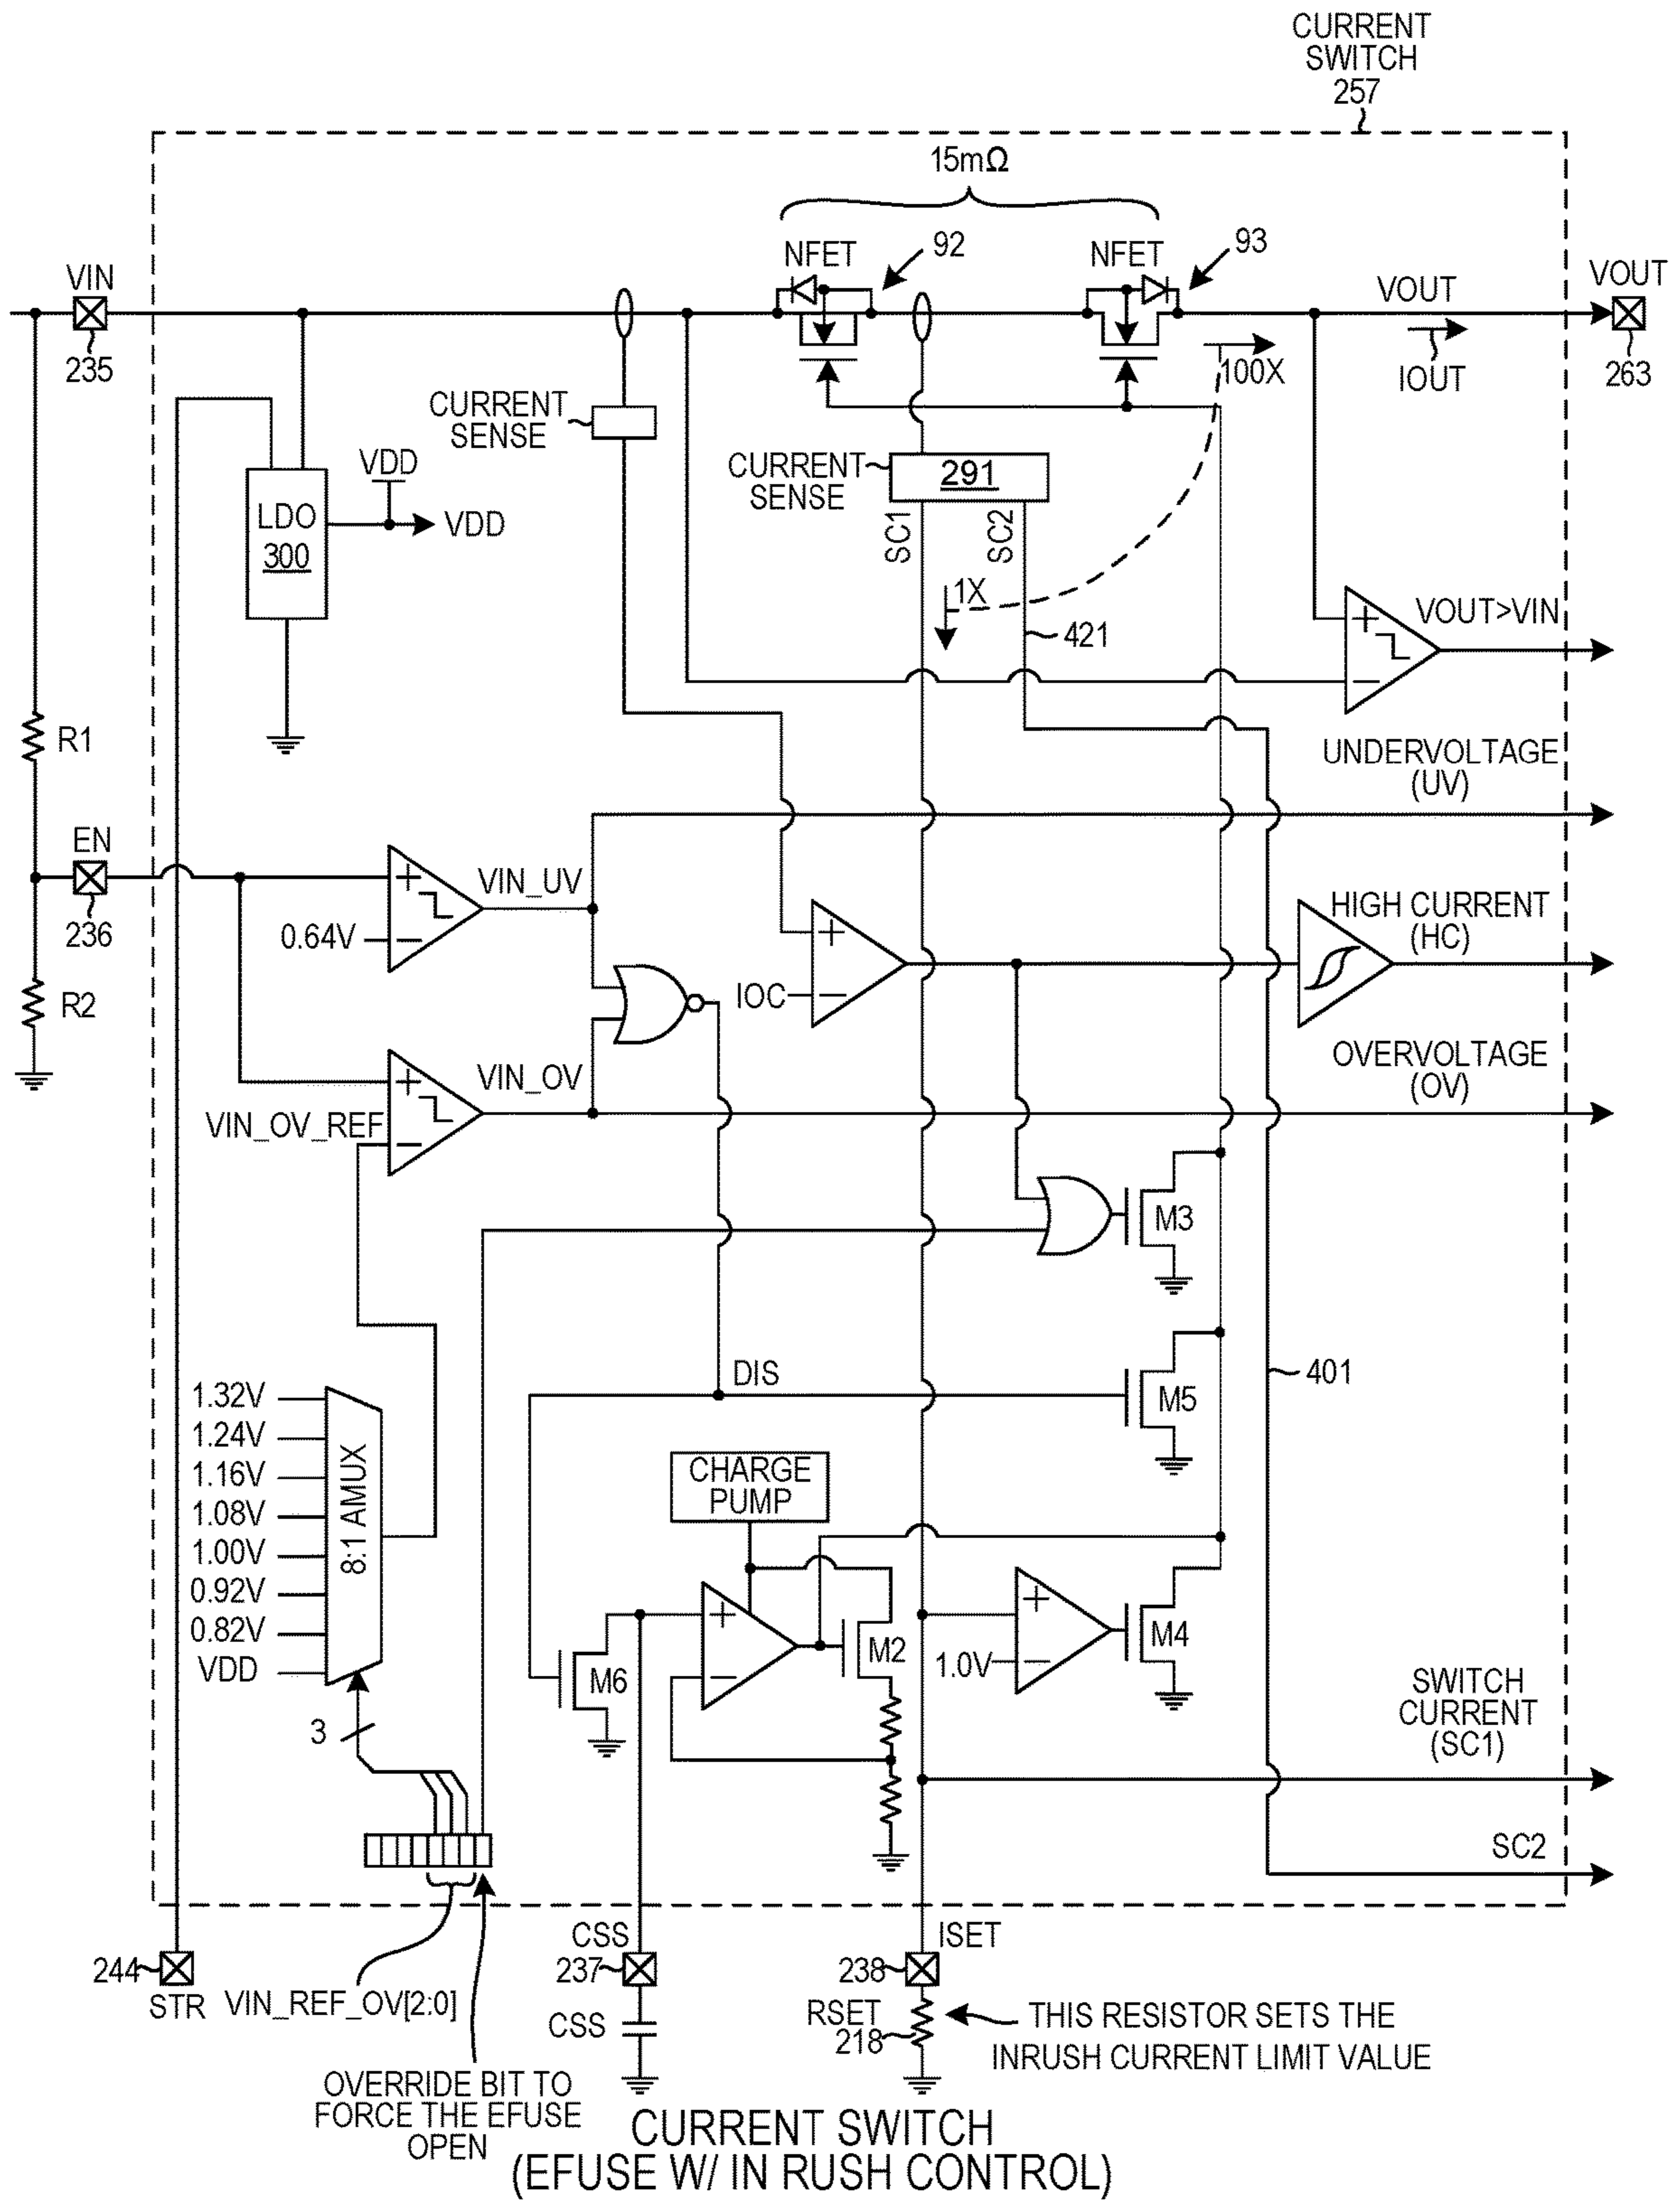 CURRENT
SWITCH
257
15mΩ
NFET
92
NFET
93
VIN
235
VOUT
IOUT
VOUT
263
100X
CURRENT
SENSE
CURRENT
SENSE
291
SC1
SC2
1X
421
LDO
300
VDD
VDD
VOUT>VIN
+
−
R1
UNDERVOLTAGE
(UV)
EN
236
+
−
0.64V
VIN_UV
HIGH CURRENT
(HC)
+
−
IOC
R2
OVERVOLTAGE
(OV)
+
−
VIN_OV
VIN_OV_REF
M3
DIS
M5
401
1.32V
1.24V
1.16V
1.08V
1.00V
0.92V
0.82V
VDD
8:1 AMUX
3
CHARGE
PUMP
M6
+
−
M2
+
−
1.0V
M4
SWITCH
CURRENT
(SC1)
SC2
244
STR
VIN_REF_OV[2:0]
OVERRIDE BIT TO
FORCE THE EFUSE
OPEN
CSS
237
CSS
ISET
238
RSET
218
THIS RESISTOR SETS THE
INRUSH CURRENT LIMIT VALUE
CURRENT SWITCH
(EFUSE W/ IN RUSH CONTROL)